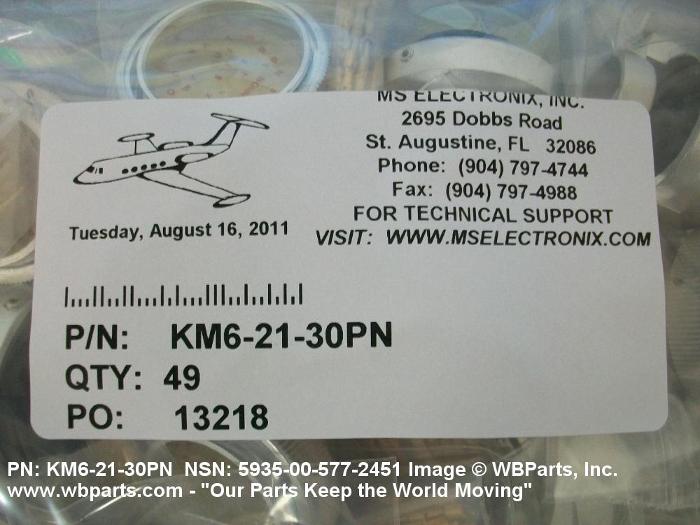 MS ELECTRONIX, INC.
2695 Dobbs Road
St. Augustine, FL 32086
Phone: (904) 797-4744
Fax: (904) 797-4988
FOR TECHNICAL SUPPORT
VISIT: WWW.MSELECTRONIX.COM
Tuesday, August 16, 2011
P/N: KM6-21-30PN
QTY: 49
PO: 13218
PN: KM6-21-30PN NSN: 5935-00-577-2451 Image © WBParts, Inc.
www.wbparts.com - "Our Parts Keep the World Moving"